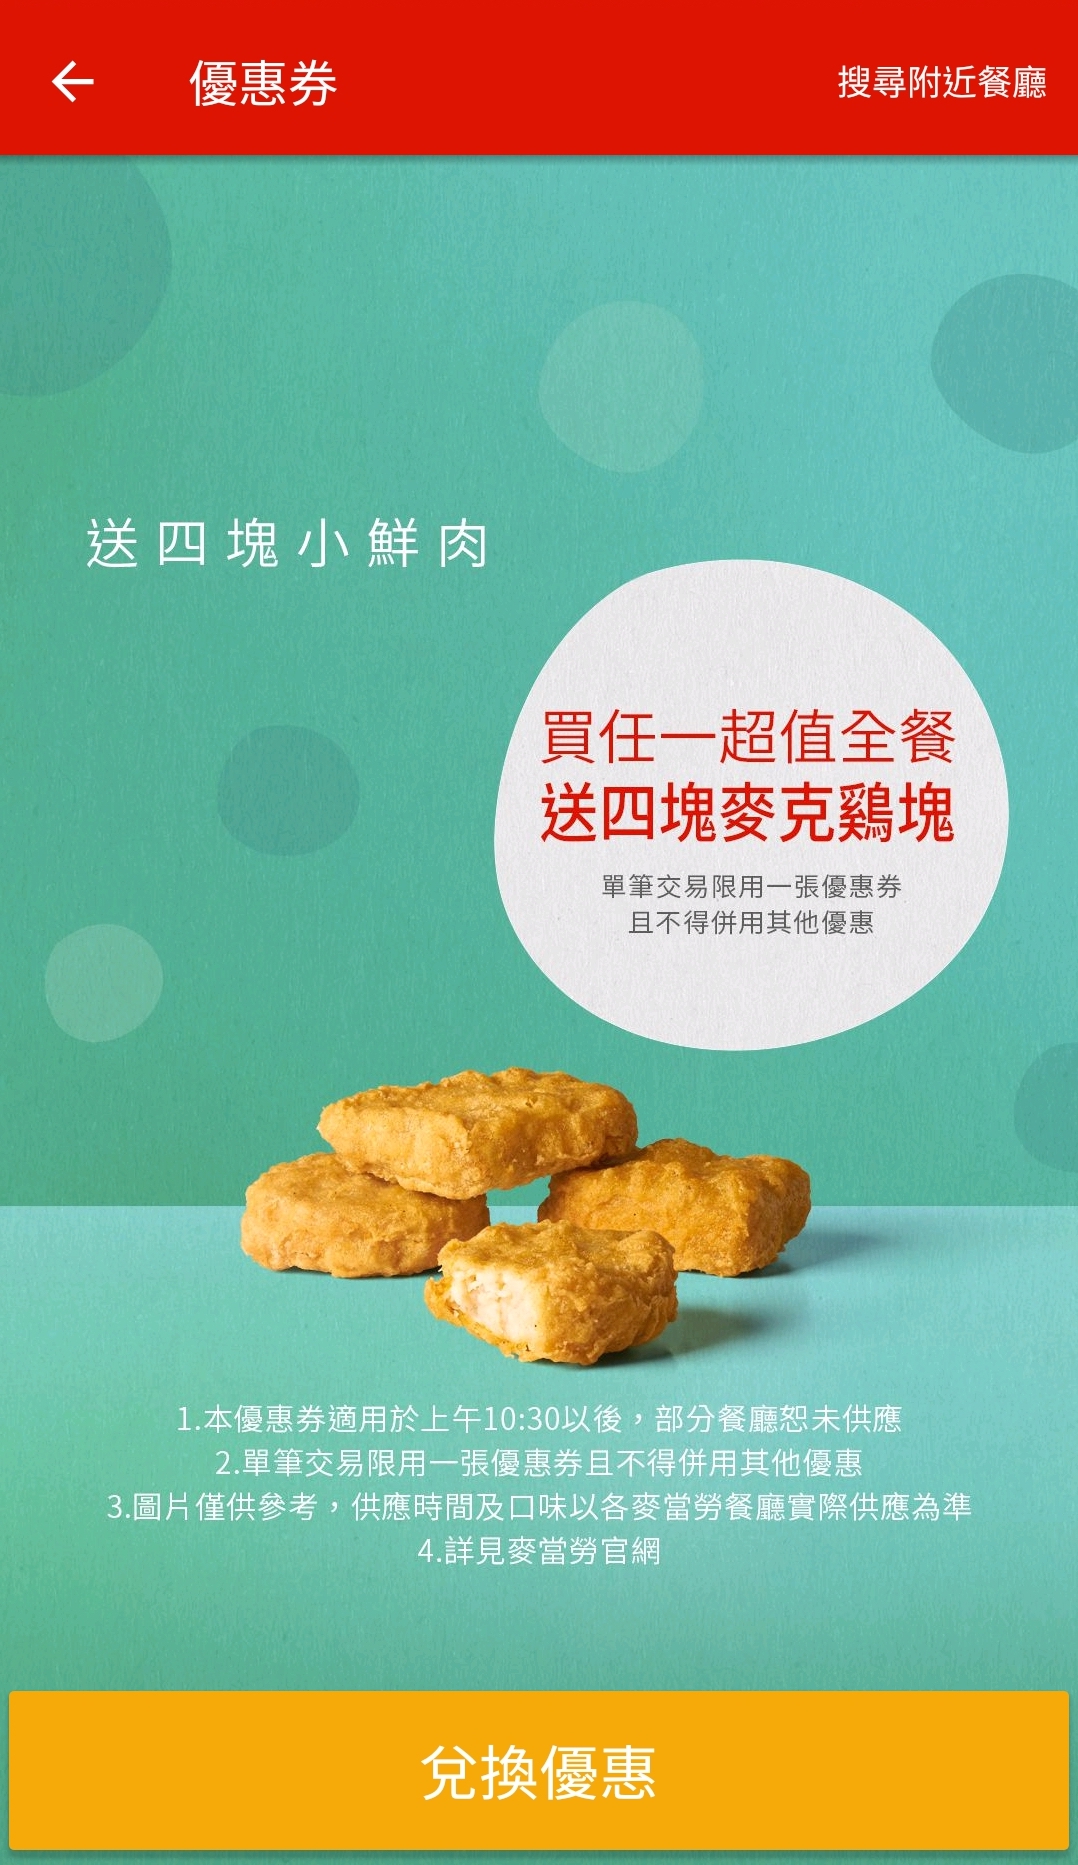 優惠券
搜尋附近餐廳
送四塊小鮮肉
買任一超值全餐
送四塊麥克鷄塊
單筆交易限用一張優惠券
且不得併用其他優惠
1.本優惠券適用於上午10:30以後，部分餐廳恕未供應
2.單筆交易限用一張優惠券且不得併用其他優惠
3.圖片僅供參考，供應時間及口味以各麥當勞餐廳實際供應為準
4.詳見麥當勞官網
兌換優惠